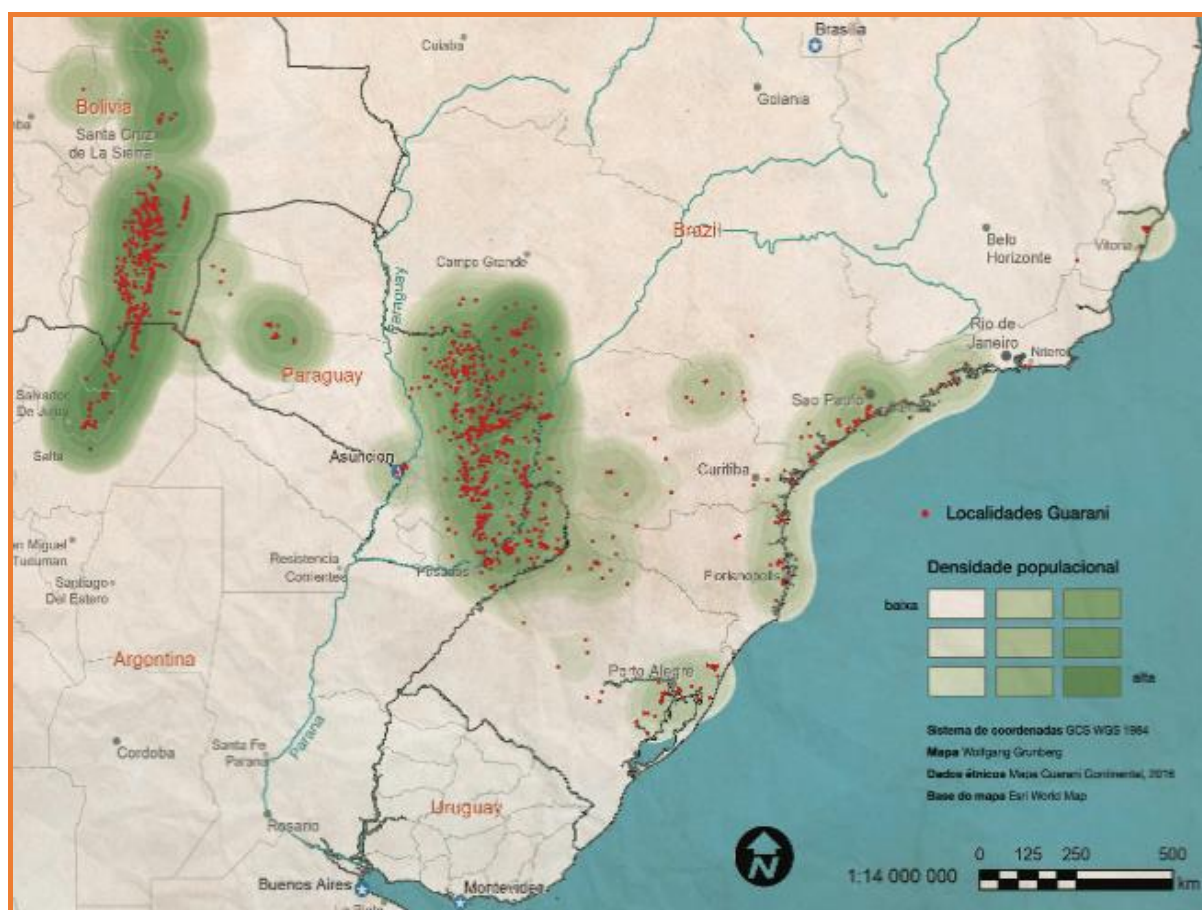 Brasilia
Cuiaba
Goiania
Bolivia
Santa Cruz
de La Sierra
Brazil
Belo
Horizonte
Vitoria
Campo Grande
Paraguay
Rio de
Janeiro
Niteroi
Paraguay
Salvador
De Jujuy
Sao Paulo
Salta
Asuncion
Curitiba
Localidades Guarani
an Miguel
Tucuman
Resistencia
Corrientes
Posadas
Florianopolis
Santiago
Del Estero
Densidade populacional
baixa
alta
Argentina
Porto Alegre
Parana
Cordoba
Santa Fe
Parana
Sistema de coordenadas GCS WGS 1984
Mapa Wolfgang Grunberg
Dados étnicos Mapa Guarani Continental, 2016
Base do mapa Esri World Map
Uruguay
Rosario
N
0 125 250 500
1:14 000 000
km
Buenos Aires
Montevideo
La Plata